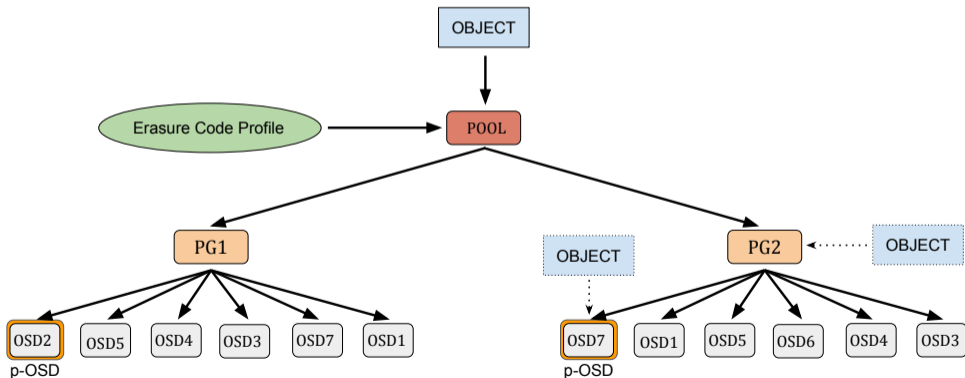 OBJECT
Erasure Code Profile
POOL
PG1
PG2
OBJECT
OBJECT
OSD2
OSD5
OSD4
OSD3
OSD7
OSD1
OSD7
OSD1
OSD5
OSD6
OSD4
OSD3
p-OSD
p-OSD